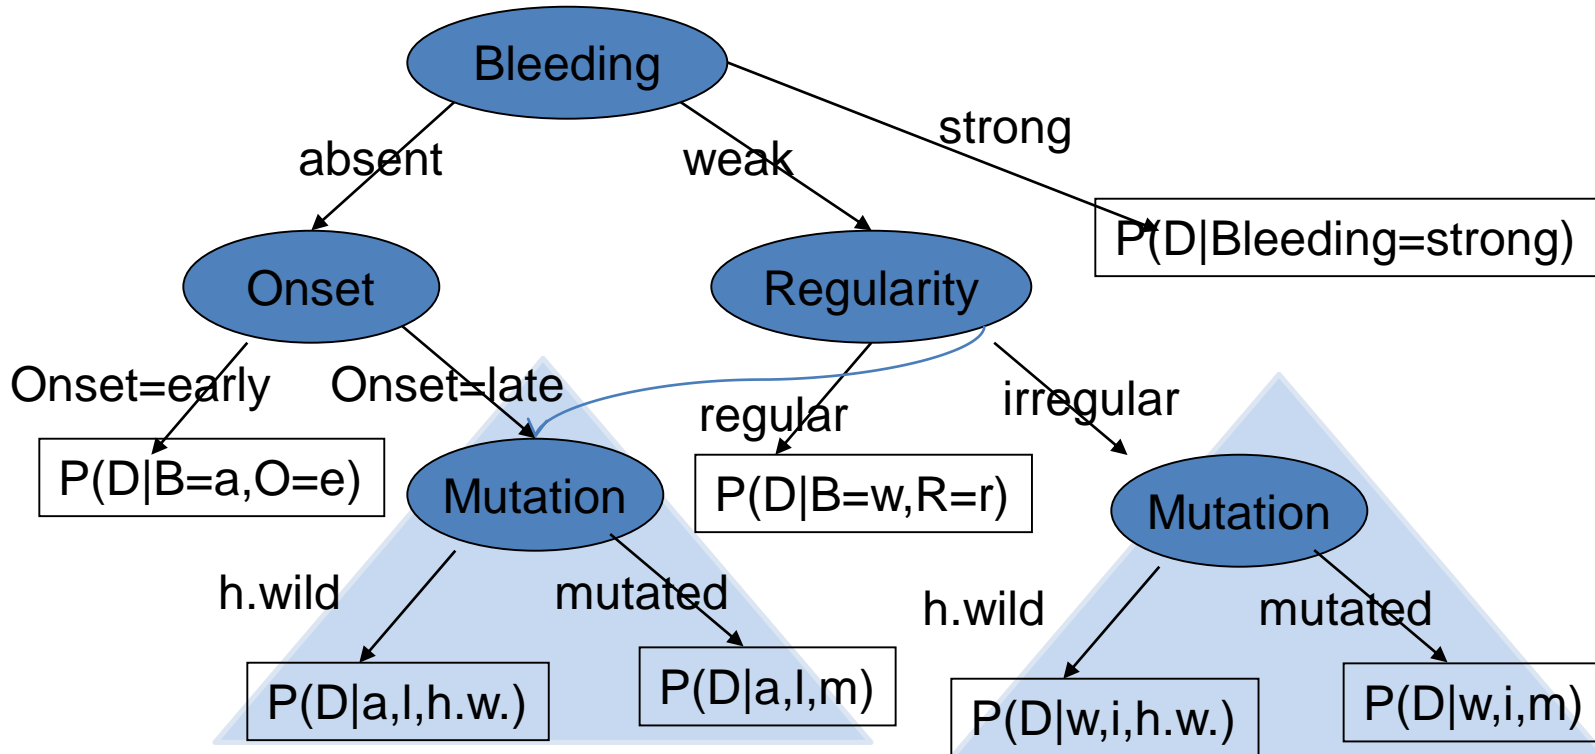 Bleeding
absent
weak
strong
P(D|Bleeding=strong)
Onset
Regularity
Onset=early
Onset=late
regular
irregular
P(D|B=a,O=e)
Mutation
P(D|B=w,R=r)
Mutation
h.wild
mutated
h.wild
mutated
P(D|a,l,h.w.)
P(D|a,l,m)
P(D|w,i,h.w.)
P(D|w,i,m)